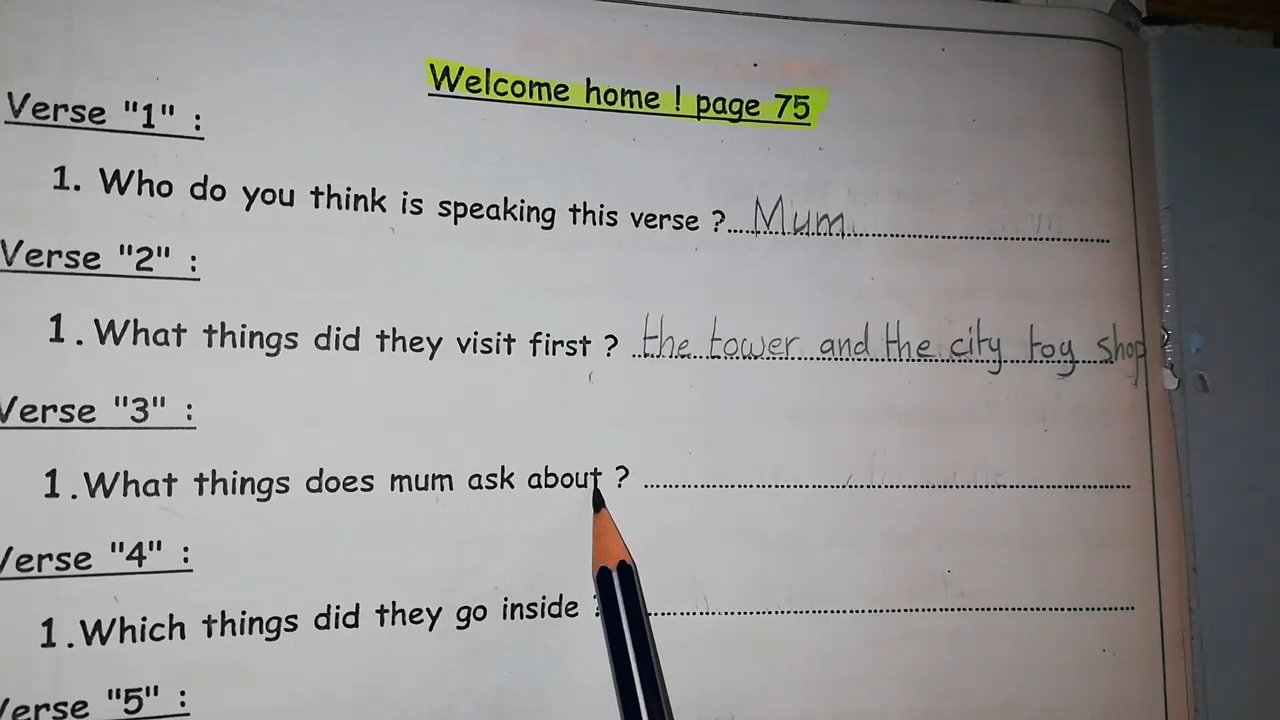 Welcome home ! page 75
Verse "1" :
1. Who do you think is speaking this verse ?....Mum..........
Verse "2" :
1. What things did they visit first ? ..the tower and the city toy shop
Verse "3" :
1. What things does mum ask about ? ..........
Verse "4" :
1. Which things did they go inside ..........
Verse "5" :